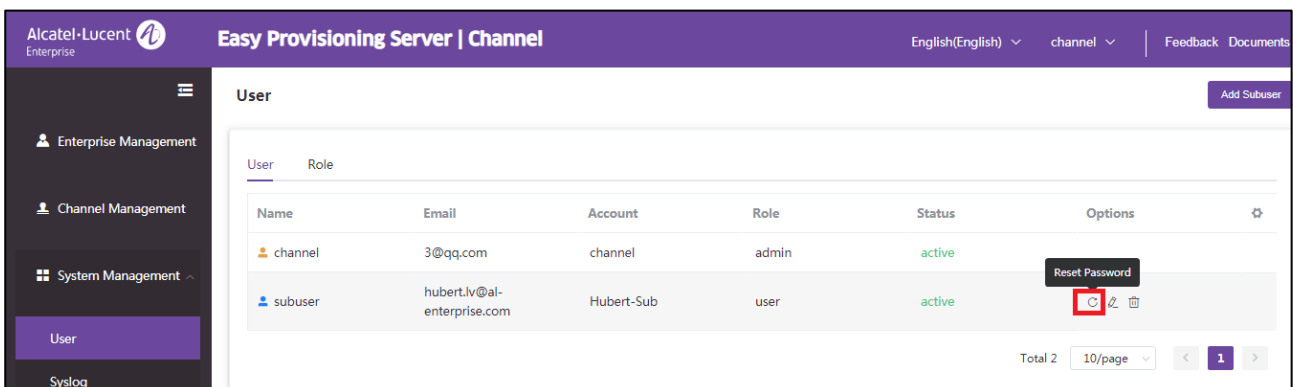 Alcatel·Lucent
Enterprise
Easy Provisioning Server | Channel
English(English)
channel
Feedback Documents
User
Add Subuser
Enterprise Management
User Role
Channel Management
Name Email Account Role Status Options
channel 3@qq.com channel admin active
System Management
Reset Password
subuser hubert.lv@al-
enterprise.com Hubert-Sub user active
User
Total 2 10/page < 1 >
Syslog